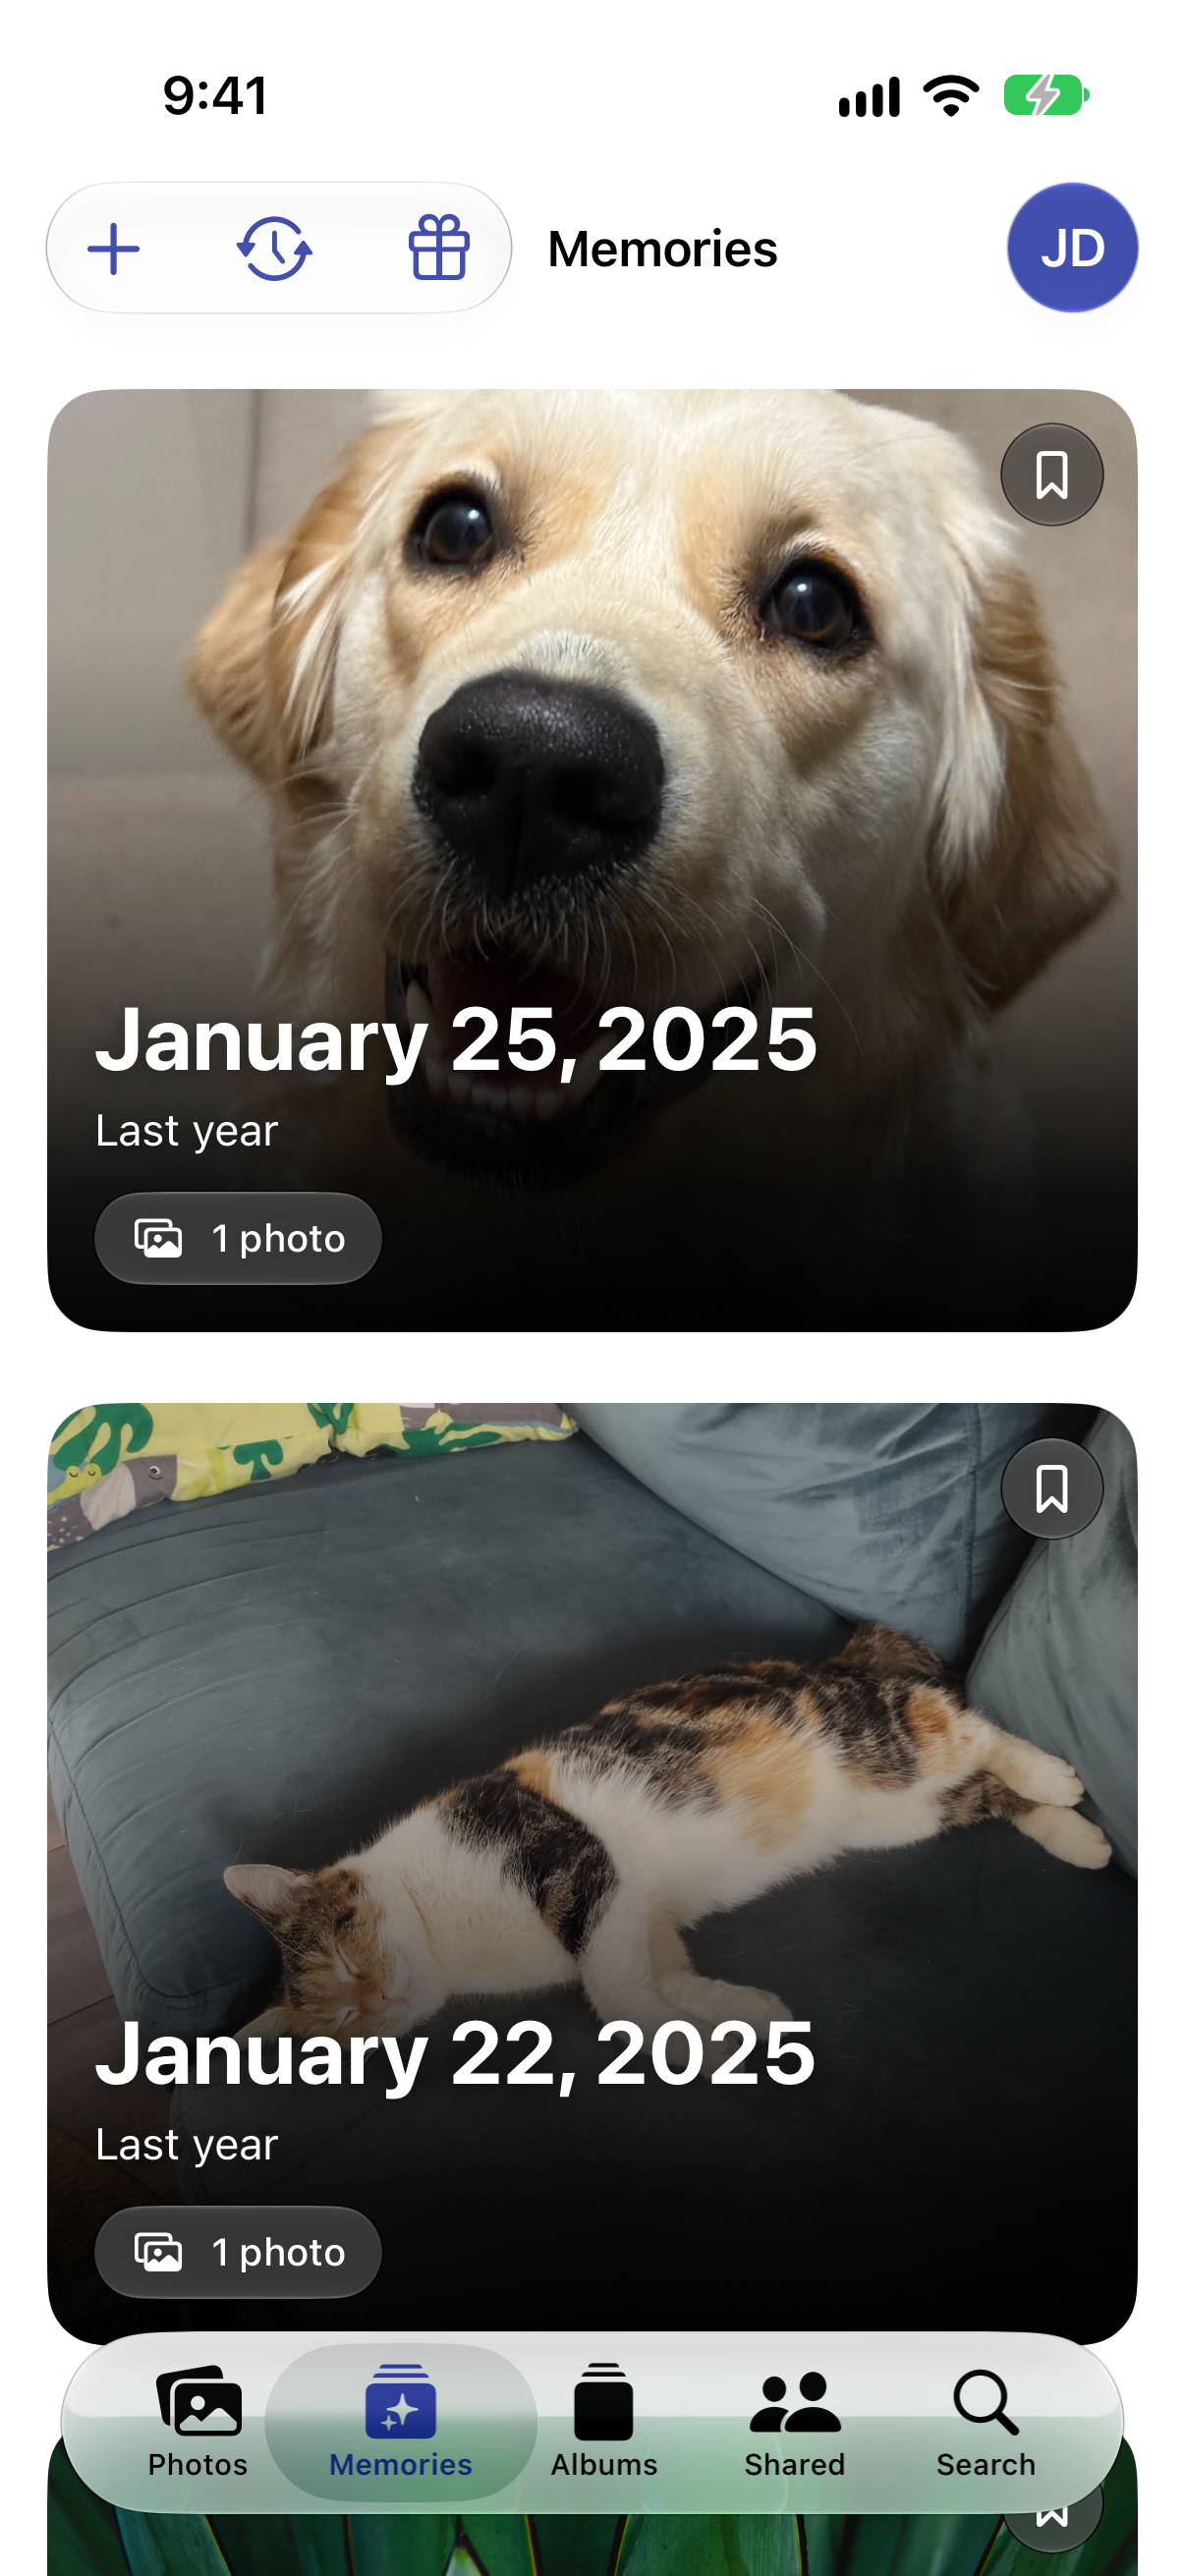 9:41
Memories
JD
January 25, 2025
Last year
1 photo
January 22, 2025
Last year
1 photo
Photos
Memories
Albums
Shared
Search